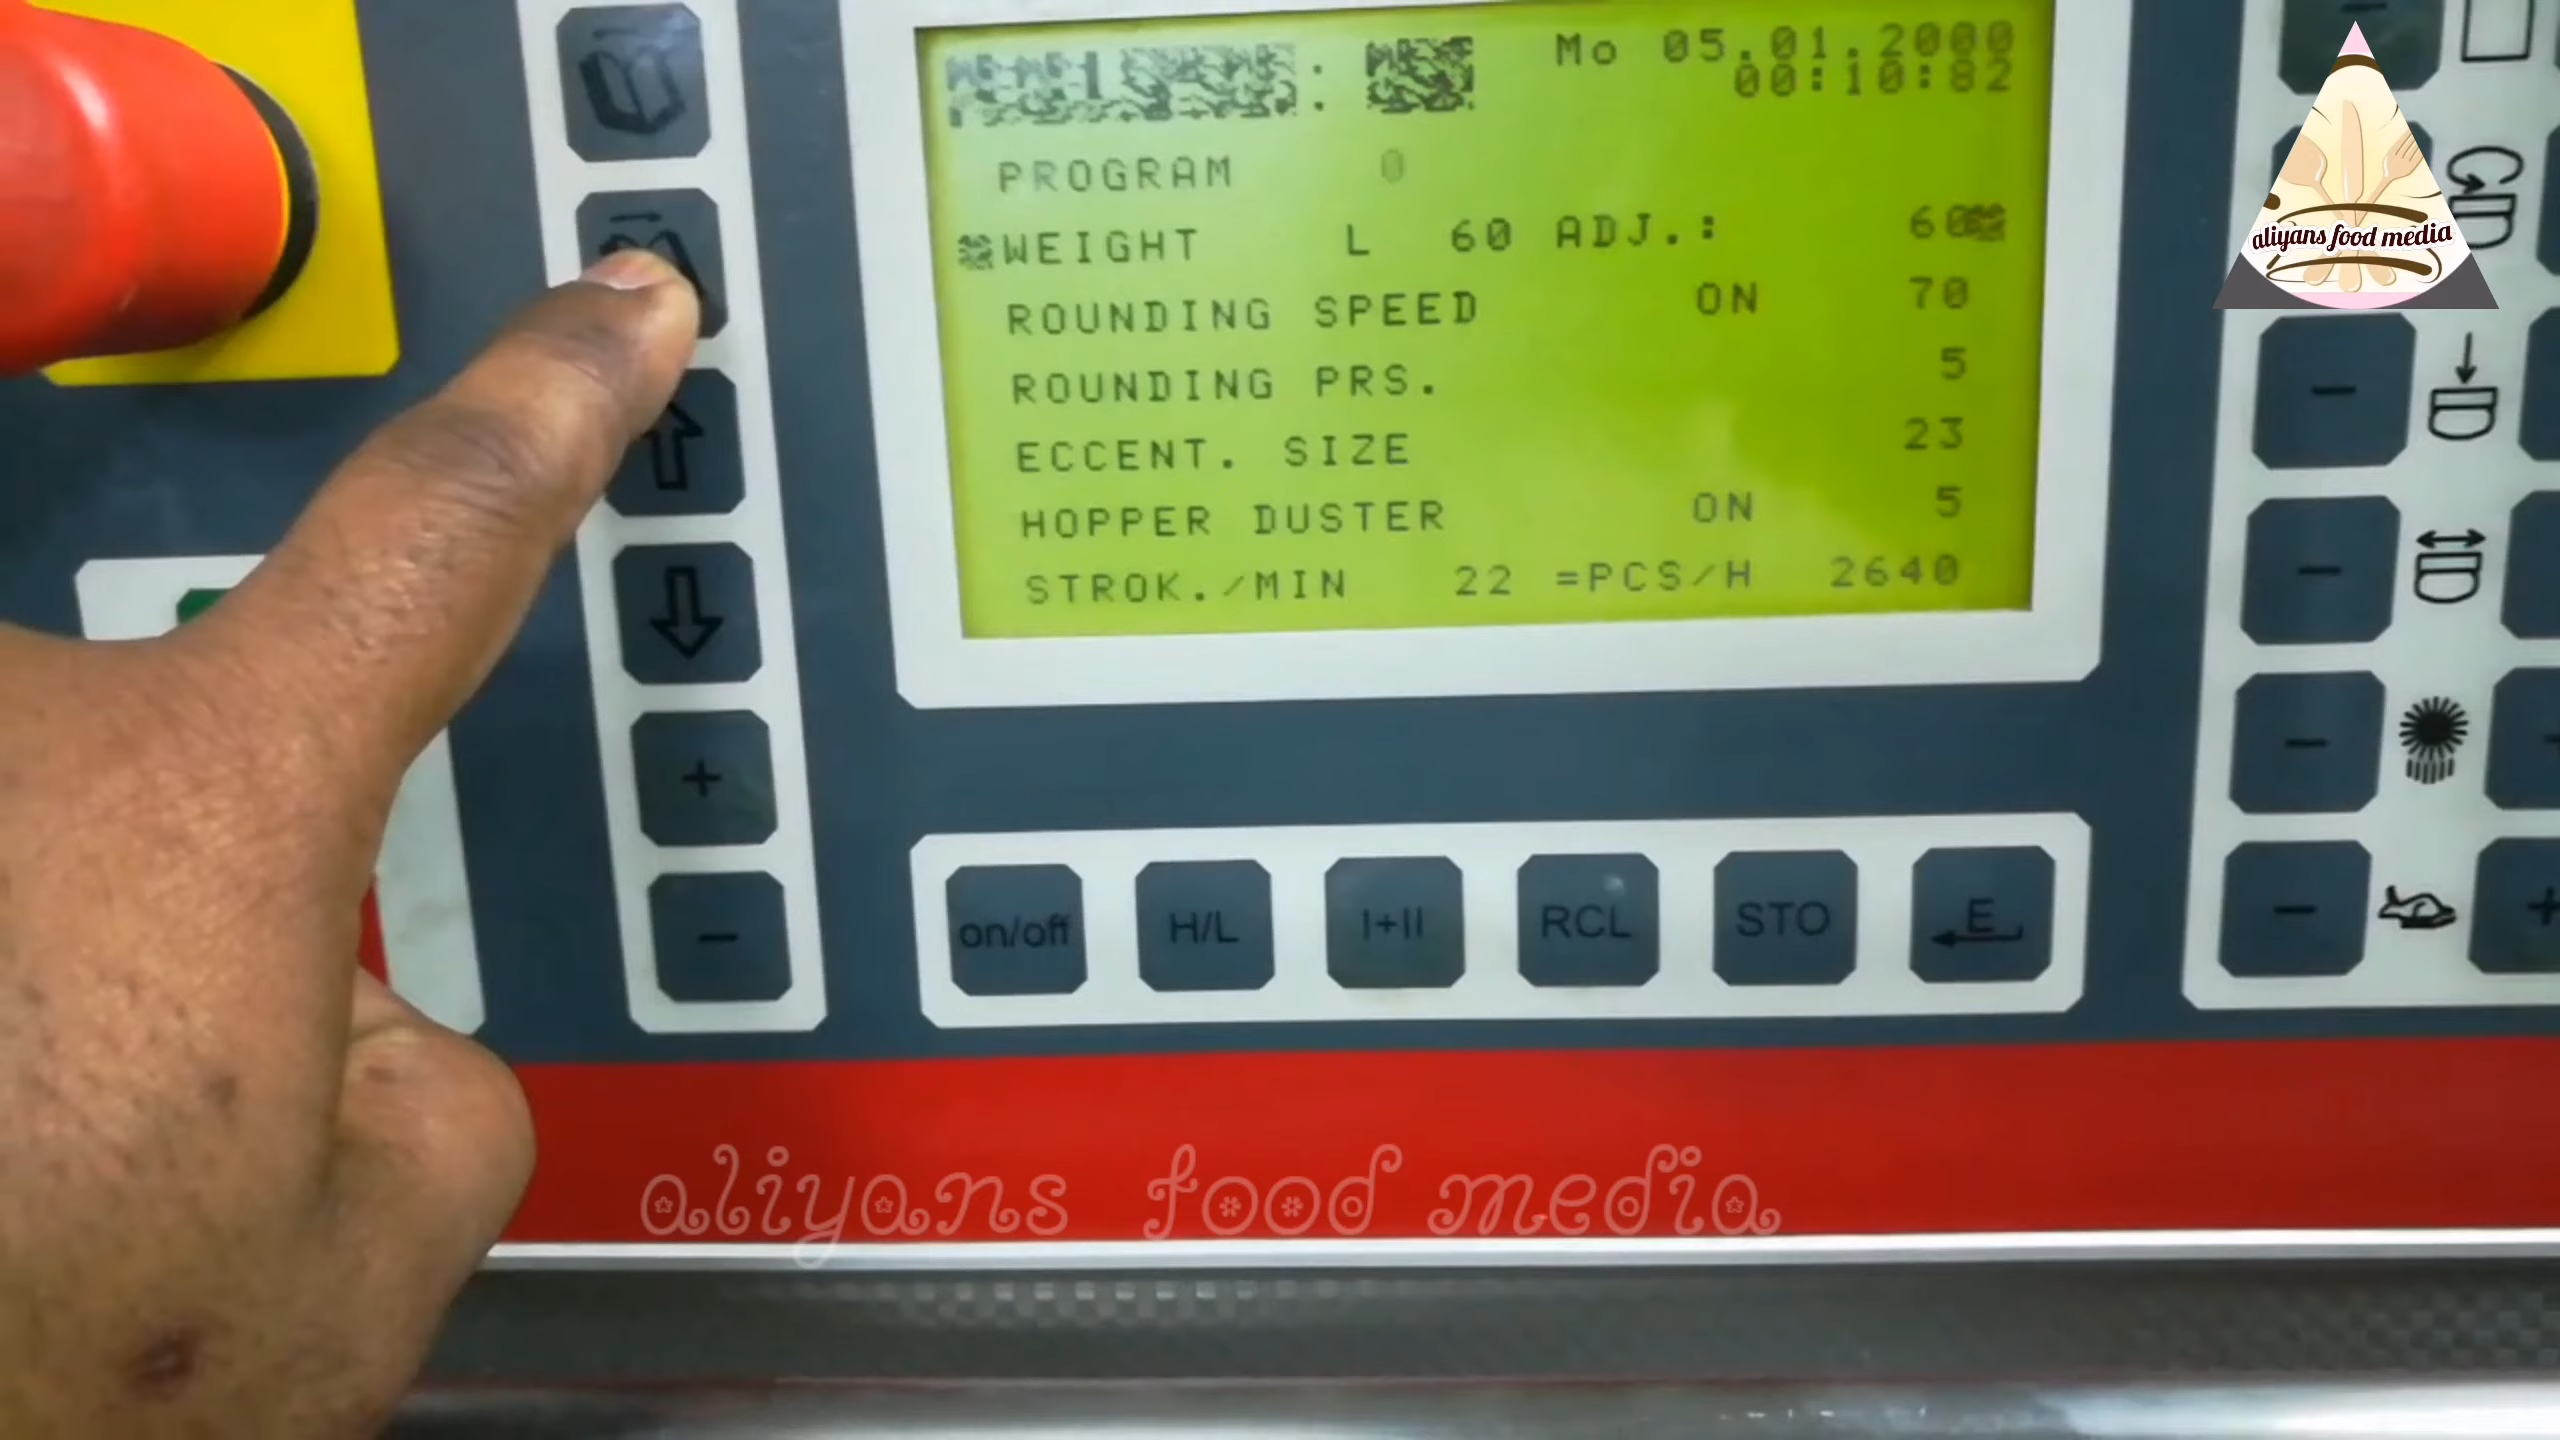 Mo 05.01.2000
00:10:82
PROGRAM 0
WEIGHT L 60 ADJ.: 60
ROUNDING SPEED ON 70
ROUNDING PRS. 5
ECCENT. SIZE 23
HOPPER DUSTER ON 5
STROK./MIN 22 =PCS/H 2640
+
-
on/off H/L I+II RCL STO E
aliyans food media
aliyans food media